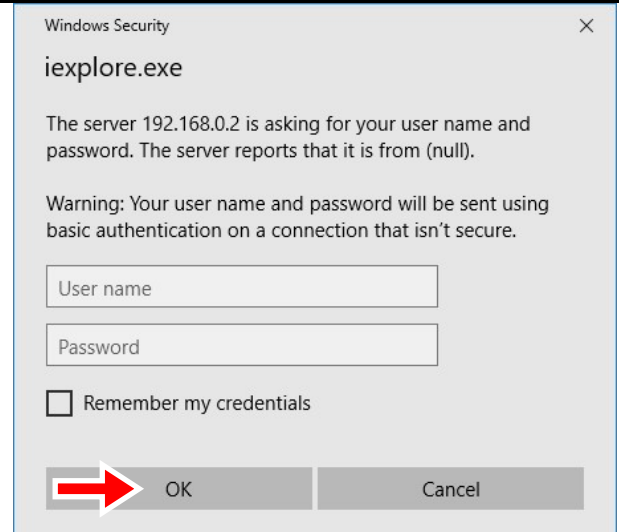 Windows Security
iexplore.exe
The server 192.168.0.2 is asking for your user name and
password. The server reports that it is from (null).
Warning: Your user name and password will be sent using
basic authentication on a connection that isn’t secure.
User name
Password
Remember my credentials
OK Cancel